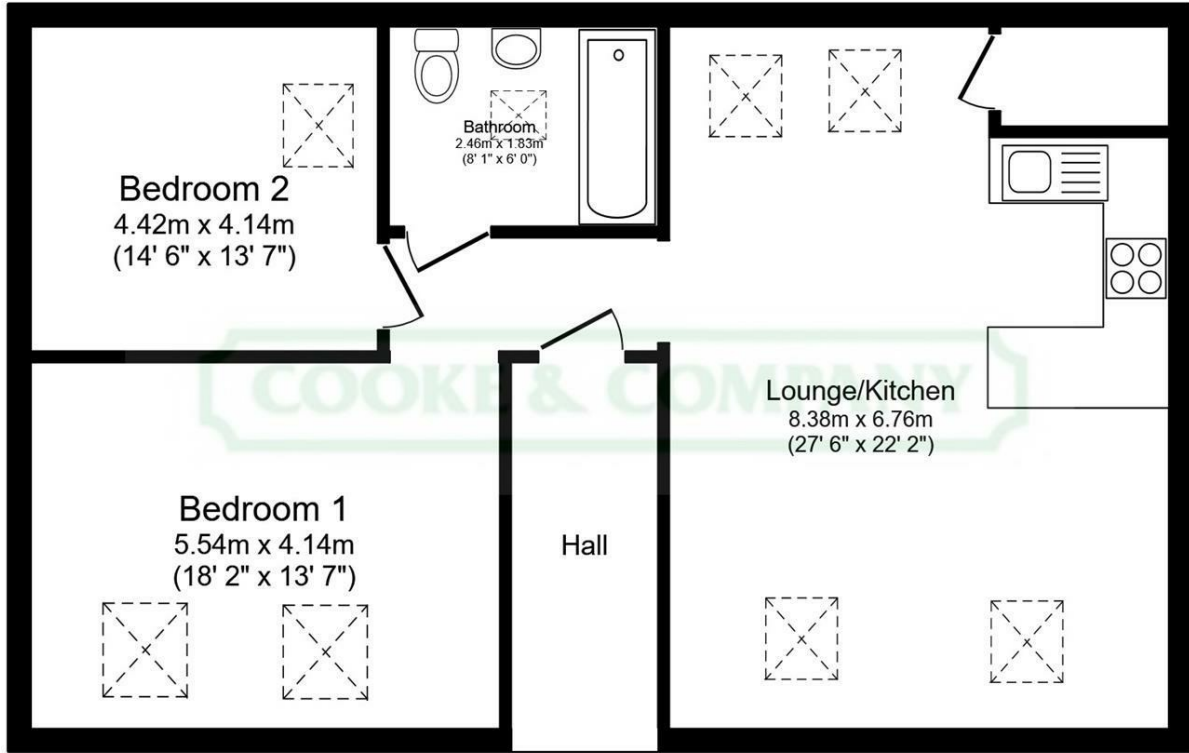 Bathroom
2.46m x 1.83m
(8' 1" x 6' 0")
Bedroom 2
4.42m x 4.14m
(14' 6" x 13' 7")
COOKE & COMPANY
Lounge/Kitchen
8.38m x 6.76m
(27' 6" x 22' 2")
Bedroom 1
5.54m x 4.14m
(18' 2" x 13' 7")
Hall